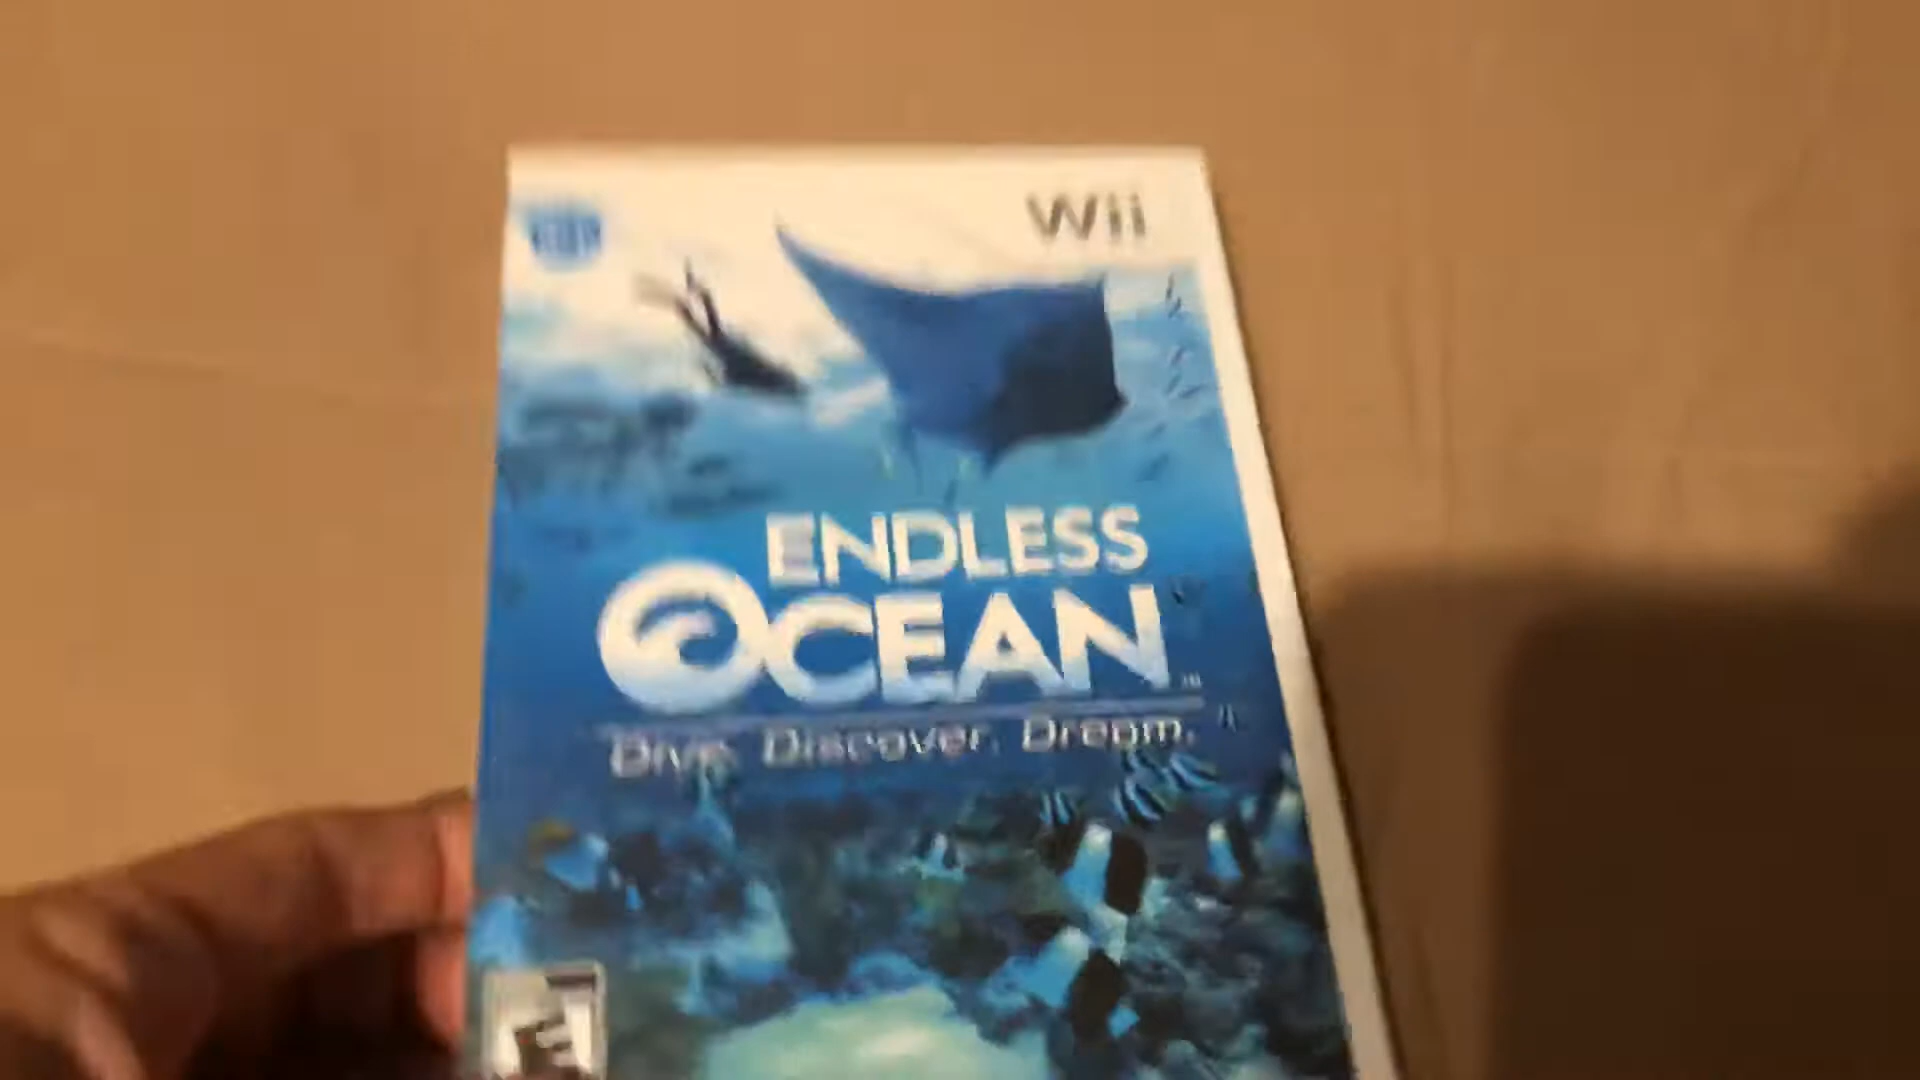 Wii
ENDLESS
OCEAN
Dive. Discover. Dream.
E